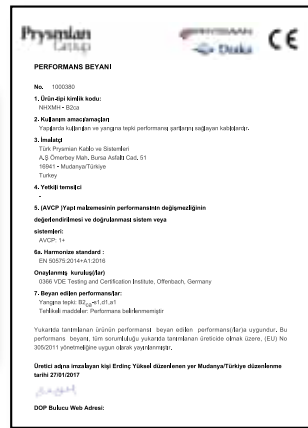 Prysmian
Group
Draka
CE
PERFORMANS BEYANI
No. 1000380
1. Ürün-tipi kimlik kodu:
NHXMH - B2ca
2. Kullanım amacı/amaçları
Yapılarda kullanılan ve yangına tepki performansı şartlarını sağlayan kablolardır.
3. İmalatçı
Türk Prysmian Kablo ve Sistemleri
A.Ş Ömerbey Mah. Bursa Asfaltı Cad. 51
16941 - Mudanya/Türkiye
Turkey
4. Yetkili temsilci
-
5. (AVCP )Yapı malzemesinin performansının değişmezliğinin
değerlendirilmesi ve doğrulanması sistem veya
sistemleri:
AVCP: 1+
6a. Harmonize standard :
EN 50575:2014+A1:2016
Onaylanmış kuruluş(lar)
0366 VDE Testing and Certification Institute, Offenbach, Germany
7. Beyan edilen performans/lar:
Yangına tepki: B2ca-s1,d1,a1
Tehlikeli maddeler: Performans belirlenmemiştir
Yukarıda tanımlanan ürünün performansı beyan edilen performans(lar)a uygundur. Bu
performans beyanı, tüm sorumluluğu yukarıda tanımlanan üreticide olmak üzere, (EU) No
305/2011 yönetmeliğine uygun olarak yayınlanmıştır.
Üretici adına imzalayan kişi Erdinç Yüksel düzenlenen yer Mudanya/Türkiye düzenlenme
tarihi 27/01/2017
DOP Bulucu Web Adresi: